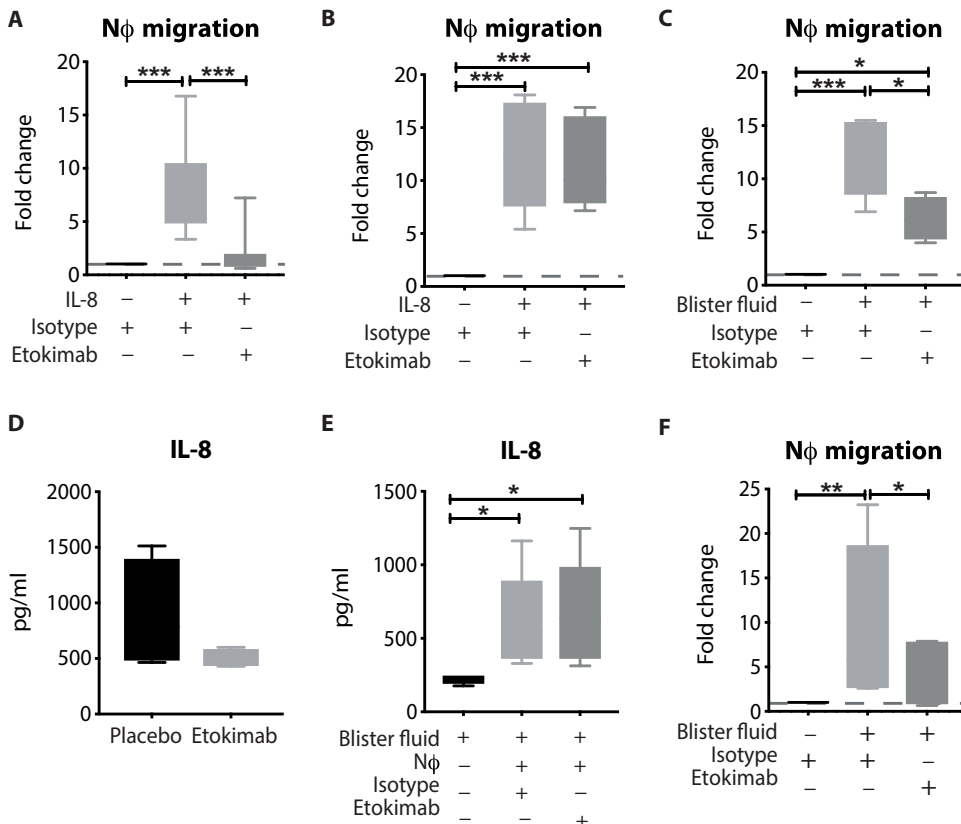 A
Nϕ migration
Fold change
20
15
10
5
0
*** ***
IL-8 – + +
Isotype + + –
Etokimab – – +
B
Nϕ migration
Fold change
20
15
10
5
0
***
***
IL-8 – + +
Isotype + + –
Etokimab – – +
C
Nϕ migration
Fold change
20
15
10
5
0
*
*** *
Blister fluid – + +
Isotype + + –
Etokimab – – +
D
IL-8
pg/ml
2000
1500
1000
500
0
Placebo Etokimab
E
IL-8
pg/ml
1500
1000
500
0
*
*
Blister fluid + + +
Nϕ – + +
Isotype – + –
Etokimab – – +
F
Nϕ migration
Fold change
25
20
15
10
5
0
** *
Blister fluid – + +
Isotype + + –
Etokimab – – +